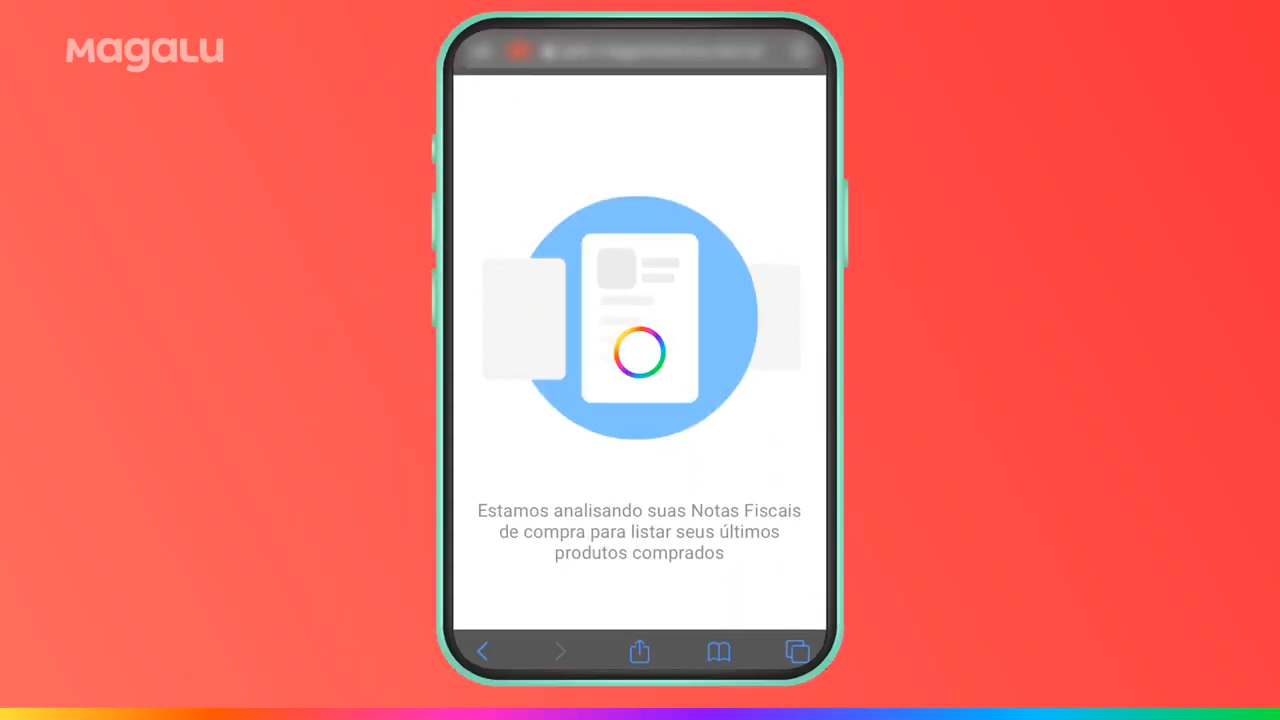 magalu
Estamos analisando suas Notas Fiscais
de compra para listar seus últimos
produtos comprados